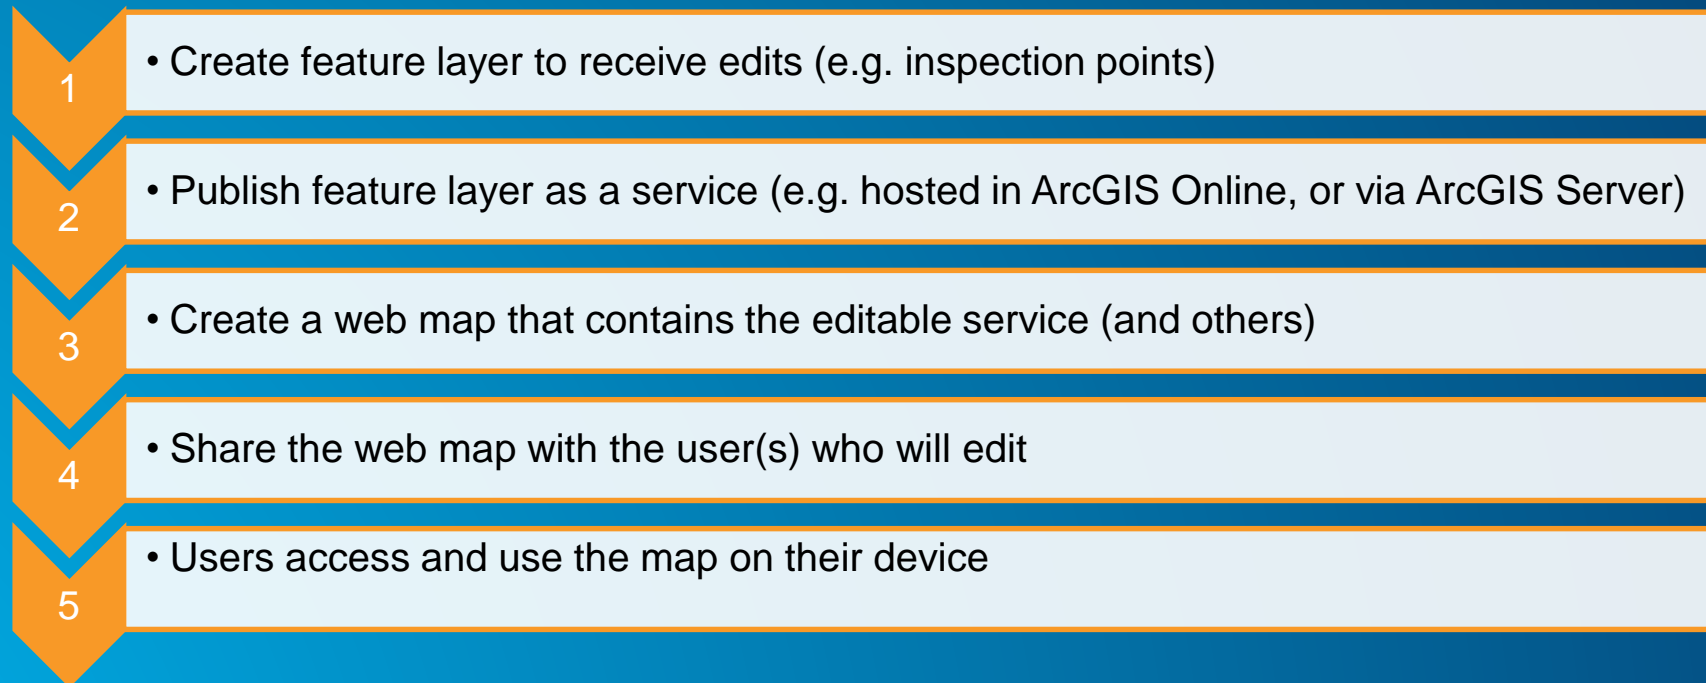 1
• Create feature layer to receive edits (e.g. inspection points)
2
• Publish feature layer as a service (e.g. hosted in ArcGIS Online, or via ArcGIS Server)
3
• Create a web map that contains the editable service (and others)
4
• Share the web map with the user(s) who will edit
5
• Users access and use the map on their device